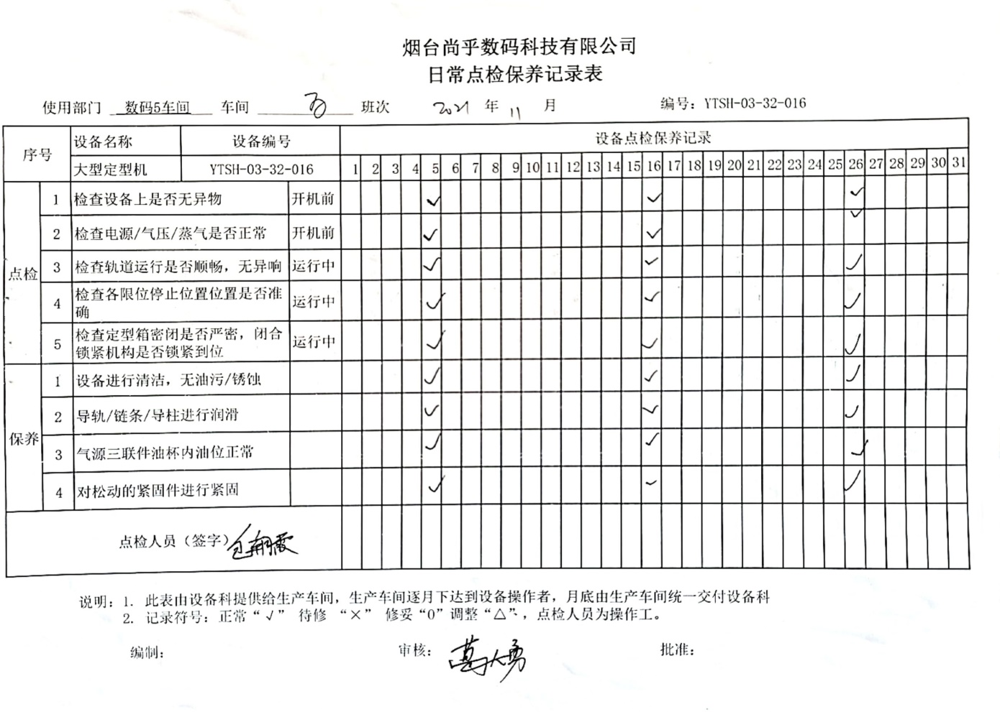 烟台尚乎数码科技有限公司
日常点检保养记录表
使用部门 数码5车间 车间 班次 2021 年 11 月 编号：YTSH-03-32-016
序号 设备名称 设备编号 设备点检保养记录
大型定型机 YTSH-03-32-016 1 2 3 4 5 6 7 8 9 10 11 12 13 14 15 16 17 18 19 20 21 22 23 24 25 26 27 28 29 30 31
点检
1 检查设备上是否无异物 开机前 ✓ ✓ ✓
2 检查电源/气压/蒸气是否正常 开机前 ✓ ✓ ✓
3 检查轨道运行是否顺畅，无异响 运行中 ✓ ✓ ✓
4 检查各限位停止位置位置是否准
确 运行中 ✓ ✓ ✓
5 检查定型箱密闭是否严密，闭合
锁紧机构是否锁紧到位 运行中 ✓ ✓ ✓
保养
1 设备进行清洁，无油污/锈蚀 ✓ ✓ ✓
2 导轨/链条/导柱进行润滑 ✓ ✓ ✓
3 气源三联件油杯内油位正常 ✓ ✓ ✓
4 对松动的紧固件进行紧固 ✓ ✓ ✓
点检人员（签字）
说明：1. 此表由设备科提供给生产车间，生产车间逐月下达到设备操作者，月底由生产车间统一交付设备科
2. 记录符号：正常“√” 待修 “×” 修妥“0”调整“△”，点检人员为操作工。
编制： 审核： 葛大勇 批准：